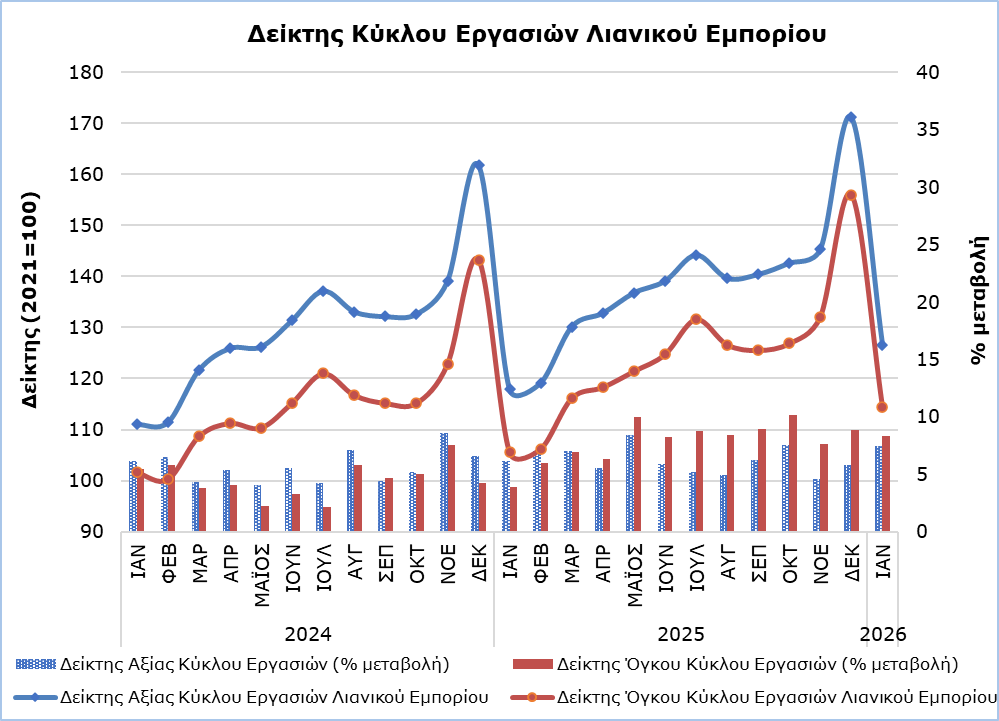 Δείκτης Κύκλου Εργασιών Λιανικού Εμπορίου
Δείκτης (2021=100)
180
170
160
150
140
130
120
110
100
90
40
35
30
25
20
15
10
5
0
% μεταβολή
ΙΑΝ ΦΕΒ ΜΑΡ ΑΠΡ ΜΑΪΟΣ ΙΟΥΝ ΙΟΥΛ ΑΥΓ ΣΕΠ ΟΚΤ ΝΟΕ ΔΕΚ ΙΑΝ ΦΕΒ ΜΑΡ ΑΠΡ ΜΑΪΟΣ ΙΟΥΝ ΙΟΥΛ ΑΥΓ ΣΕΠ ΟΚΤ ΝΟΕ ΔΕΚ ΙΑΝ
2024 2025 2026
Δείκτης Αξίας Κύκλου Εργασιών (% μεταβολή) Δείκτης Όγκου Κύκλου Εργασιών (% μεταβολή)
Δείκτης Αξίας Κύκλου Εργασιών Λιανικού Εμπορίου Δείκτης Όγκου Κύκλου Εργασιών Λιανικού Εμπορίου